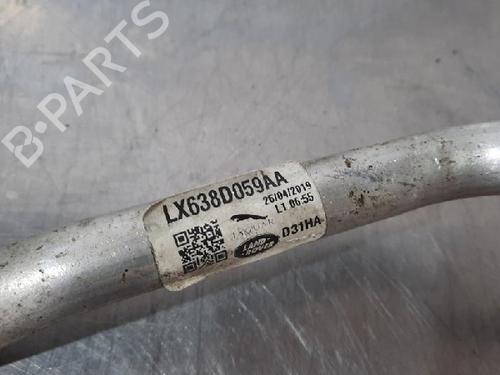 LX638D059AA
26/04/2019
L1 06:55
JAGUAR
LAND
ROVER
D31HA
B-PARTS